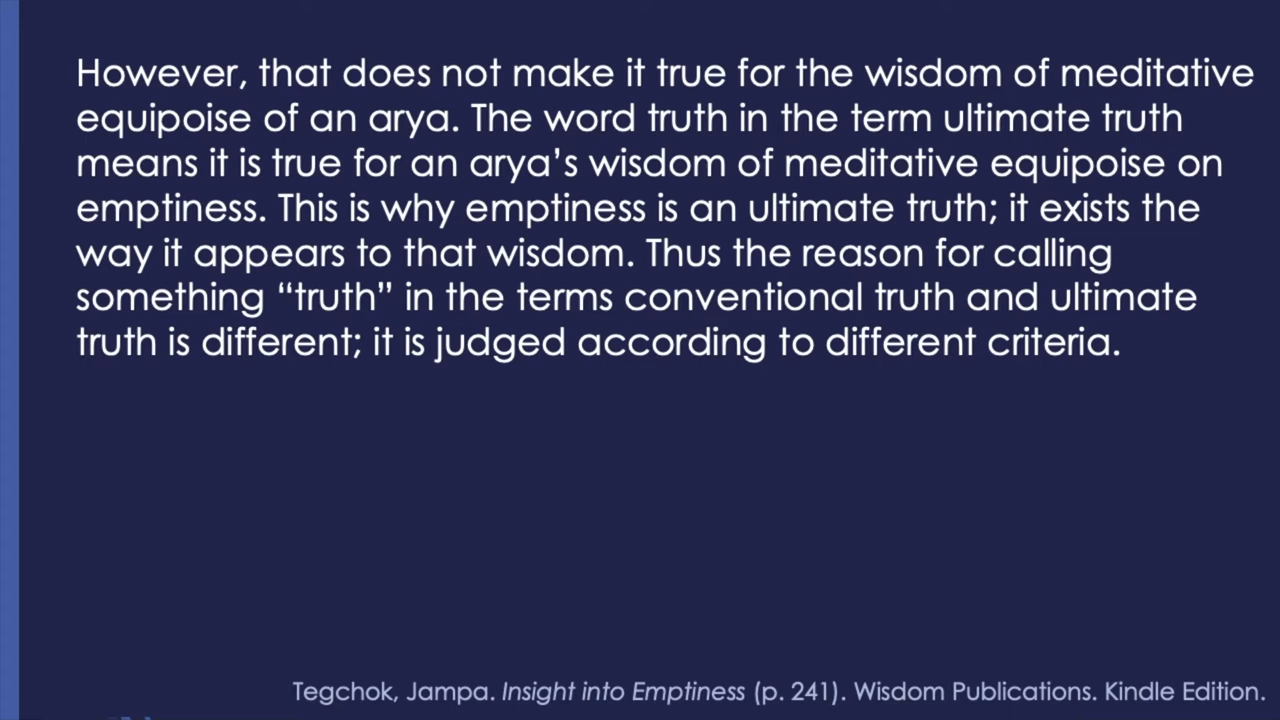 However, that does not make it true for the wisdom of meditative
equipoise of an arya. The word truth in the term ultimate truth
means it is true for an arya’s wisdom of meditative equipoise on
emptiness. This is why emptiness is an ultimate truth; it exists the
way it appears to that wisdom. Thus the reason for calling
something “truth” in the terms conventional truth and ultimate
truth is different; it is judged according to different criteria.
Tegchok, Jampa. Insight into Emptiness (p. 241). Wisdom Publications. Kindle Edition.